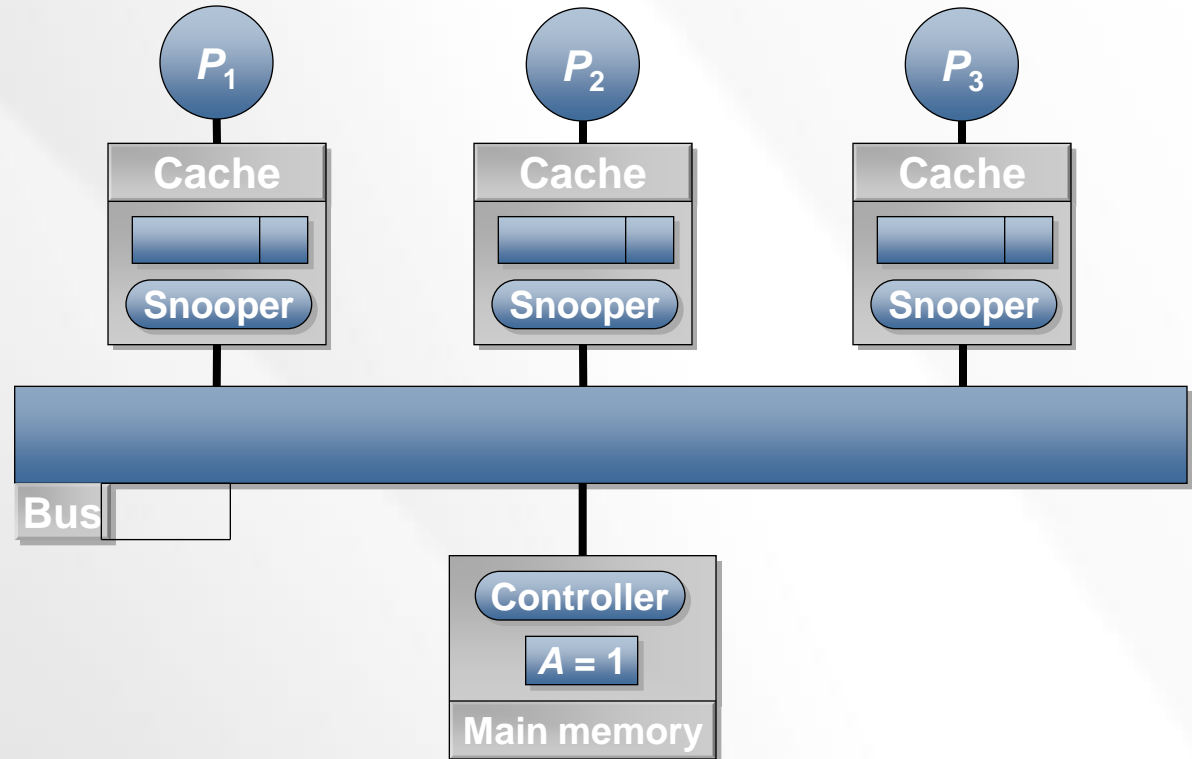 P1 P2 P3
Cache Cache Cache
Snooper Snooper Snooper
Bus
Controller
A = 1
Main memory